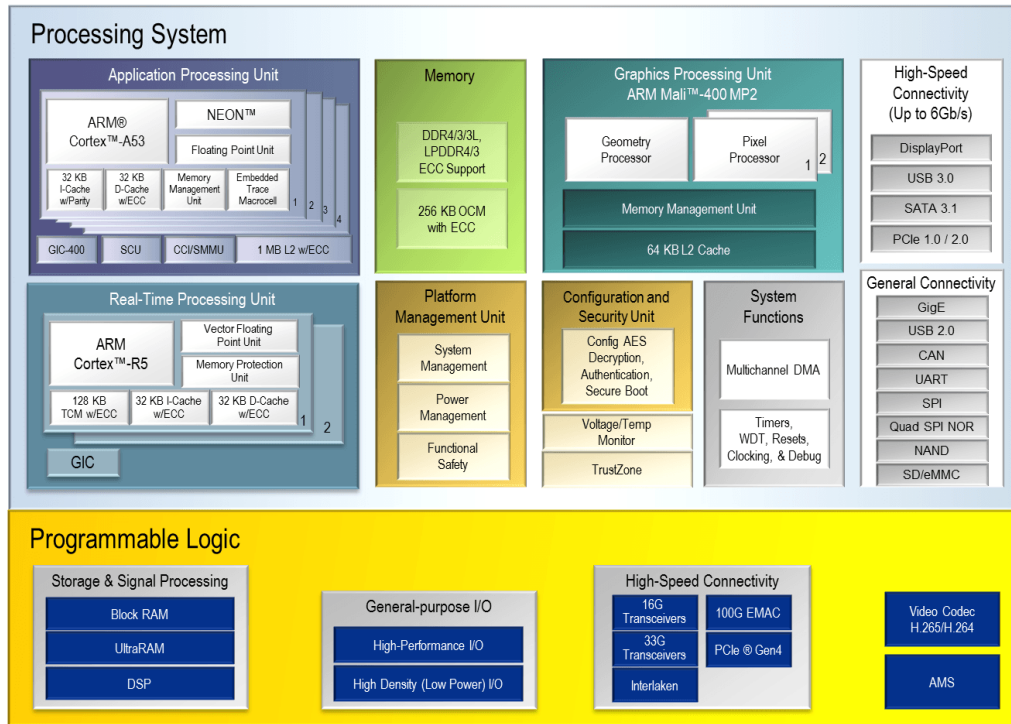 Processing System
Application Processing Unit
ARM®
Cortex™-A53
NEON™
Floating Point Unit
32 KB
I-Cache
w/Parity
32 KB
D-Cache
w/ECC
Memory
Management
Unit
Embedded
Trace
Macrocell
1
2
3
4
GIC-400
SCU
CCI/SMMU
1 MB L2 w/ECC
Memory
DDR4/3/3L,
LPDDR4/3
ECC Support
256 KB OCM
with ECC
Graphics Processing Unit
ARM Mali™-400 MP2
Geometry
Processor
Pixel
Processor
1
2
Memory Management Unit
64 KB L2 Cache
High-Speed
Connectivity
(Up to 6Gb/s)
DisplayPort
USB 3.0
SATA 3.1
PCIe 1.0 / 2.0
Real-Time Processing Unit
ARM
Cortex™-R5
Vector Floating
Point Unit
Memory Protection
Unit
128 KB
TCM w/ECC
32 KB I-Cache
w/ECC
32 KB D-Cache
w/ECC
1
2
GIC
Platform
Management Unit
System
Management
Power
Management
Functional
Safety
Configuration and
Security Unit
Config AES
Decryption,
Authentication,
Secure Boot
Voltage/Temp
Monitor
TrustZone
System
Functions
Multichannel DMA
Timers,
WDT, Resets,
Clocking, & Debug
General Connectivity
GigE
USB 2.0
CAN
UART
SPI
Quad SPI NOR
NAND
SD/eMMC
Programmable Logic
Storage & Signal Processing
Block RAM
UltraRAM
DSP
General-purpose I/O
High-Performance I/O
High Density (Low Power) I/O
High-Speed Connectivity
16G
Transceivers
33G
Transceivers
Interlaken
100G EMAC
PCIe ® Gen4
Video Codec
H.265/H.264
AMS